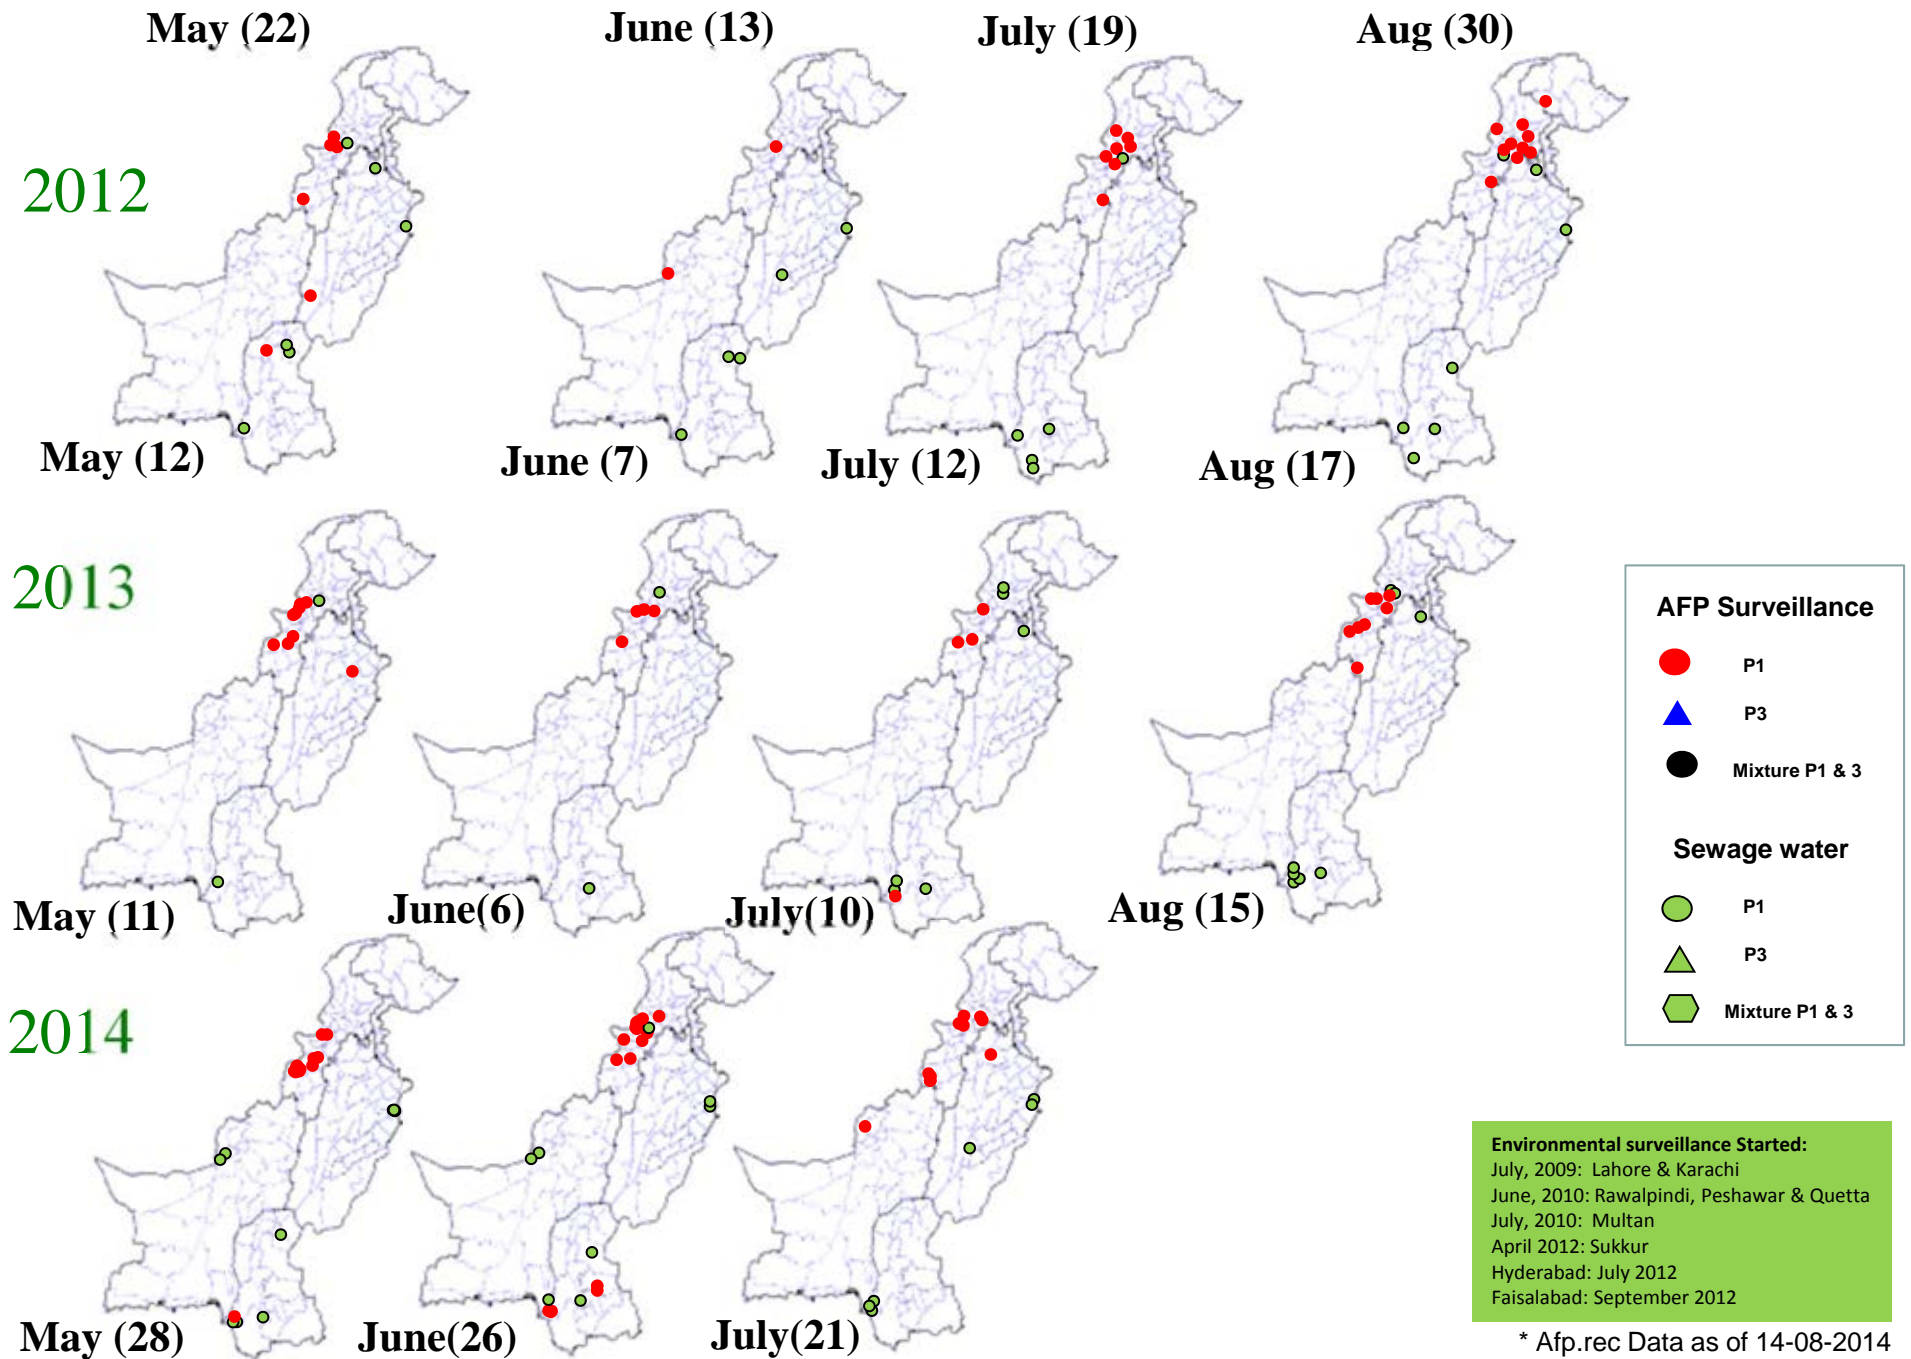 May (22)
June (13)
July (19)
Aug (30)
2012
May (12)
June (7)
July (12)
Aug (17)
2013
May (11)
June(6)
July(10)
Aug (15)
2014
May (28)
June(26)
July(21)
AFP Surveillance
P1
P3
Mixture P1 & 3
Sewage water
P1
P3
Mixture P1 & 3
Environmental surveillance Started:
July, 2009: Lahore & Karachi
June, 2010: Rawalpindi, Peshawar & Quetta
July, 2010: Multan
April 2012: Sukkur
Hyderabad: July 2012
Faisalabad: September 2012
* Afp.rec Data as of 14-08-2014